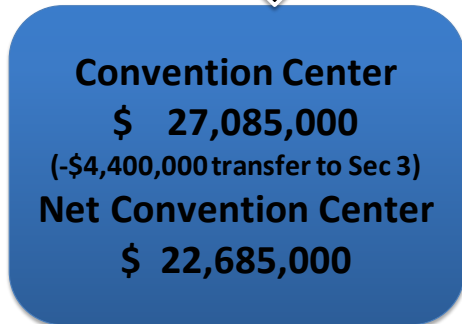 Convention Center
$ 27,085,000
(-$4,400,000 transfer to Sec 3)
Net Convention Center
$ 22,685,000